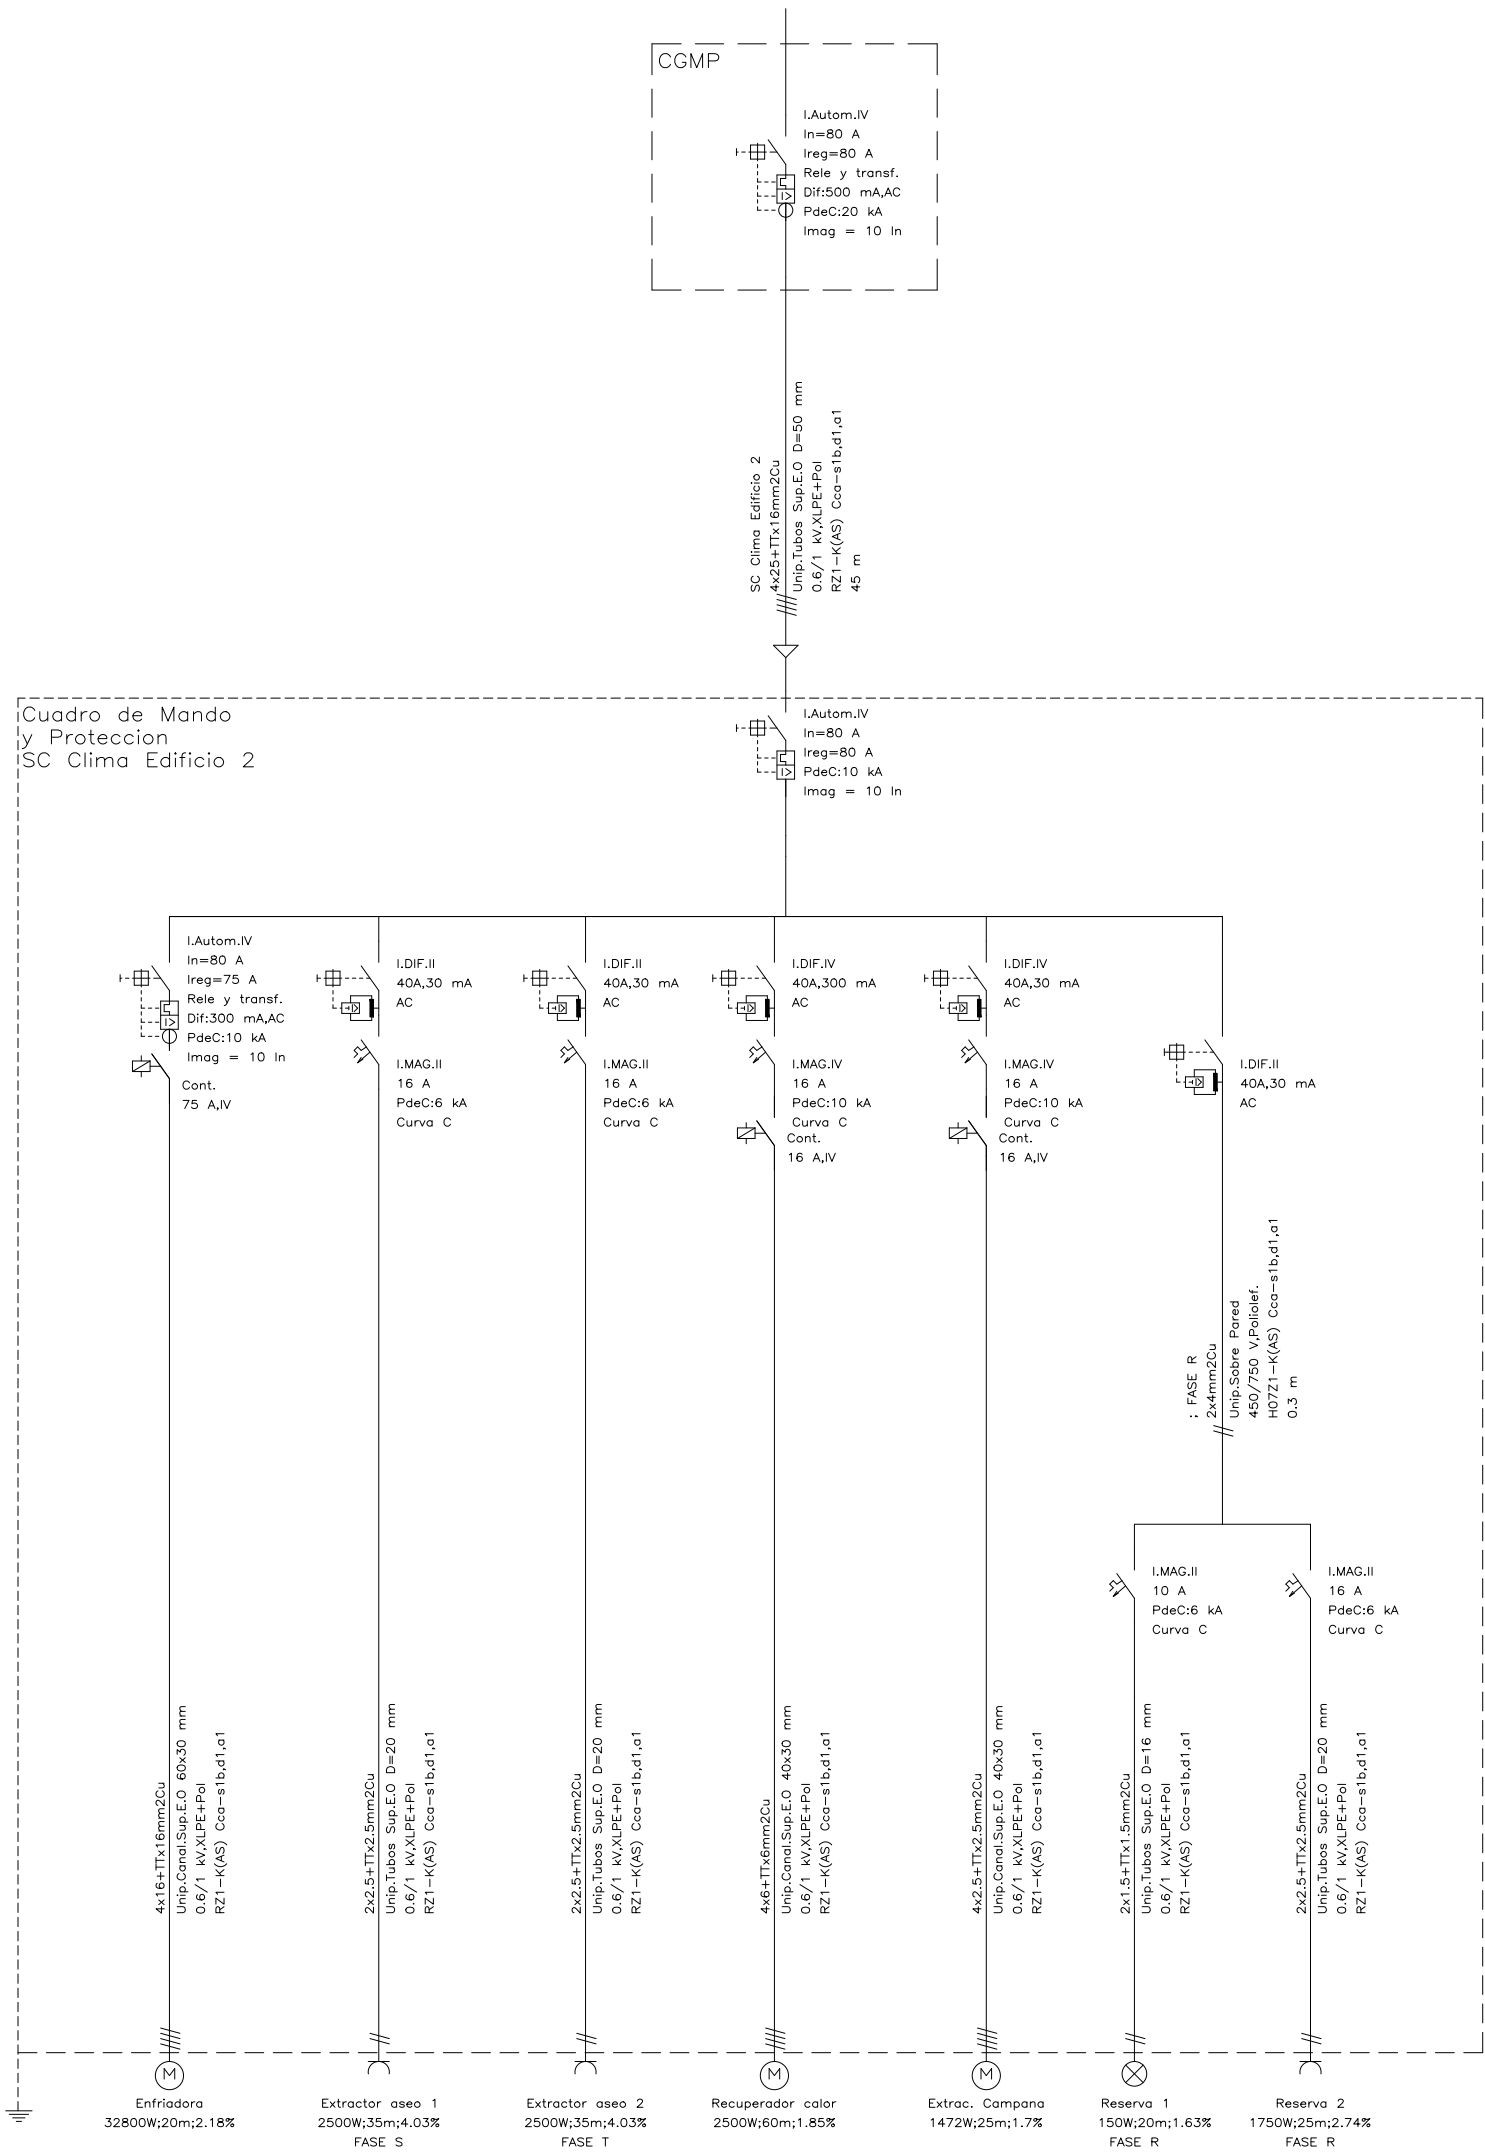 CGMP
I.Autom.IV
In=80 A
Ireg=80 A
Rele y transf.
Dif:500 mA,AC
PdeC:20 kA
Imag = 10 In
SC Clima Edificio 2
4x25+TTx16mm2Cu
Unip.Tubos Sup.E.O D=50 mm
0.6/1 kV,XLPE+Pol
RZ1-K(AS) Cca-s1b,d1,a1
45 m
Cuadro de Mando
y Proteccion
SC Clima Edificio 2
I.Autom.IV
In=80 A
Ireg=80 A
PdeC:10 kA
Imag = 10 In
I.Autom.IV
In=80 A
Ireg=75 A
Rele y transf.
Dif:300 mA,AC
PdeC:10 kA
Imag = 10 In
Cont.
75 A,IV
I.DIF.II
40A,30 mA
AC
I.MAG.II
16 A
PdeC:6 kA
Curva C
I.DIF.II
40A,30 mA
AC
I.MAG.II
16 A
PdeC:6 kA
Curva C
I.DIF.IV
40A,300 mA
AC
I.MAG.IV
16 A
PdeC:10 kA
Curva C
Cont.
16 A,IV
I.DIF.IV
40A,30 mA
AC
I.MAG.IV
16 A
PdeC:10 kA
Curva C
Cont.
16 A,IV
I.DIF.II
40A,30 mA
AC
; FASE R
2x4mm2Cu
Unip.Sobre Pared
450/750 V,Poliolef.
H07Z1-K(AS) Cca-s1b,d1,a1
0.3 m
I.MAG.II
10 A
PdeC:6 kA
Curva C
I.MAG.II
16 A
PdeC:6 kA
Curva C
4x16+TTx16mm2Cu
Unip.Canal.Sup.E.O 60x30 mm
0.6/1 kV,XLPE+Pol
RZ1-K(AS) Cca-s1b,d1,a1
2x2.5+TTx2.5mm2Cu
Unip.Tubos Sup.E.O D=20 mm
0.6/1 kV,XLPE+Pol
RZ1-K(AS) Cca-s1b,d1,a1
2x2.5+TTx2.5mm2Cu
Unip.Tubos Sup.E.O D=20 mm
0.6/1 kV,XLPE+Pol
RZ1-K(AS) Cca-s1b,d1,a1
4x6+TTx6mm2Cu
Unip.Canal.Sup.E.O 40x30 mm
0.6/1 kV,XLPE+Pol
RZ1-K(AS) Cca-s1b,d1,a1
4x2.5+TTx2.5mm2Cu
Unip.Canal.Sup.E.O 40x30 mm
0.6/1 kV,XLPE+Pol
RZ1-K(AS) Cca-s1b,d1,a1
2x1.5+TTx1.5mm2Cu
Unip.Tubos Sup.E.O D=16 mm
0.6/1 kV,XLPE+Pol
RZ1-K(AS) Cca-s1b,d1,a1
2x2.5+TTx2.5mm2Cu
Unip.Tubos Sup.E.O D=20 mm
0.6/1 kV,XLPE+Pol
RZ1-K(AS) Cca-s1b,d1,a1
M
Enfriadora
32800W;20m;2.18%
Extractor aseo 1
2500W;35m;4.03%
FASE S
Extractor aseo 2
2500W;35m;4.03%
FASE T
M
Recuperador calor
2500W;60m;1.85%
M
Extrac. Campana
1472W;25m;1.7%
Reserva 1
150W;20m;1.63%
FASE R
Reserva 2
1750W;25m;2.74%
FASE R